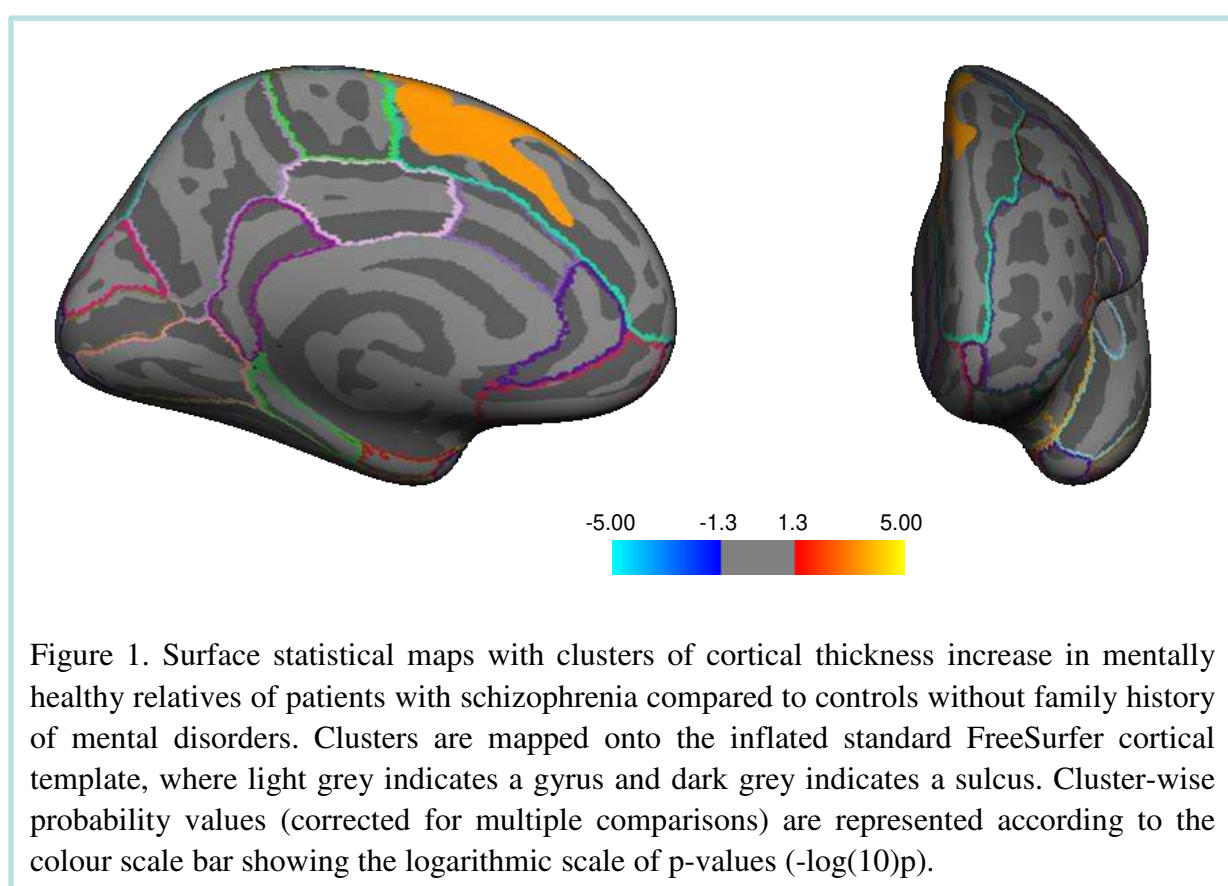 -5.00 -1.3 1.3 5.00
Figure 1. Surface statistical maps with clusters of cortical thickness increase in mentally
healthy relatives of patients with schizophrenia compared to controls without family history
of mental disorders. Clusters are mapped onto the inflated standard FreeSurfer cortical
template, where light grey indicates a gyrus and dark grey indicates a sulcus. Cluster-wise
probability values (corrected for multiple comparisons) are represented according to the
colour scale bar showing the logarithmic scale of p-values (-log(10)p).